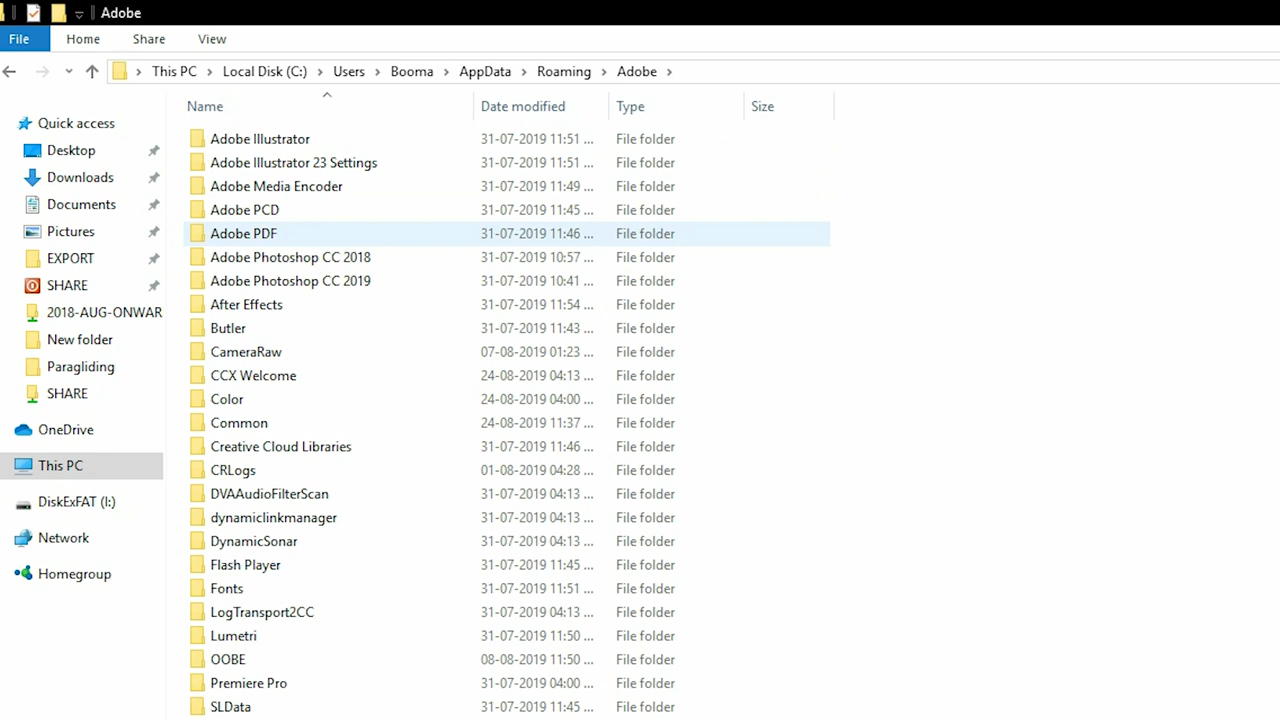 Adobe
File Home Share View
This PC Local Disk (C:) Users Booma AppData Roaming Adobe
Name Date modified Type Size
Quick access
Desktop
Downloads
Documents
Pictures
EXPORT
SHARE
2018-AUG-ONWAR
New folder
Paragliding
SHARE
OneDrive
This PC
DiskExFAT (I:)
Network
Homegroup
Adobe Illustrator 31-07-2019 11:51 ... File folder
Adobe Illustrator 23 Settings 31-07-2019 11:51 ... File folder
Adobe Media Encoder 31-07-2019 11:49 ... File folder
Adobe PCD 31-07-2019 11:45 ... File folder
Adobe PDF 31-07-2019 11:46 ... File folder
Adobe Photoshop CC 2018 31-07-2019 10:57 ... File folder
Adobe Photoshop CC 2019 31-07-2019 10:41 ... File folder
After Effects 31-07-2019 11:54 ... File folder
Butler 31-07-2019 11:43 ... File folder
CameraRaw 07-08-2019 01:23 ... File folder
CCX Welcome 24-08-2019 04:13 ... File folder
Color 24-08-2019 04:00 ... File folder
Common 24-08-2019 11:37 ... File folder
Creative Cloud Libraries 31-07-2019 11:46 ... File folder
CRLogs 01-08-2019 04:28 ... File folder
DVAAudioFilterScan 31-07-2019 04:13 ... File folder
dynamiclinkmanager 31-07-2019 04:13 ... File folder
DynamicSonar 31-07-2019 04:13 ... File folder
Flash Player 31-07-2019 11:45 ... File folder
Fonts 31-07-2019 11:51 ... File folder
LogTransport2CC 31-07-2019 04:13 ... File folder
Lumetri 31-07-2019 11:50 ... File folder
OOBE 08-08-2019 11:50 ... File folder
Premiere Pro 31-07-2019 04:00 ... File folder
SLData 31-07-2019 11:45 ... File folder